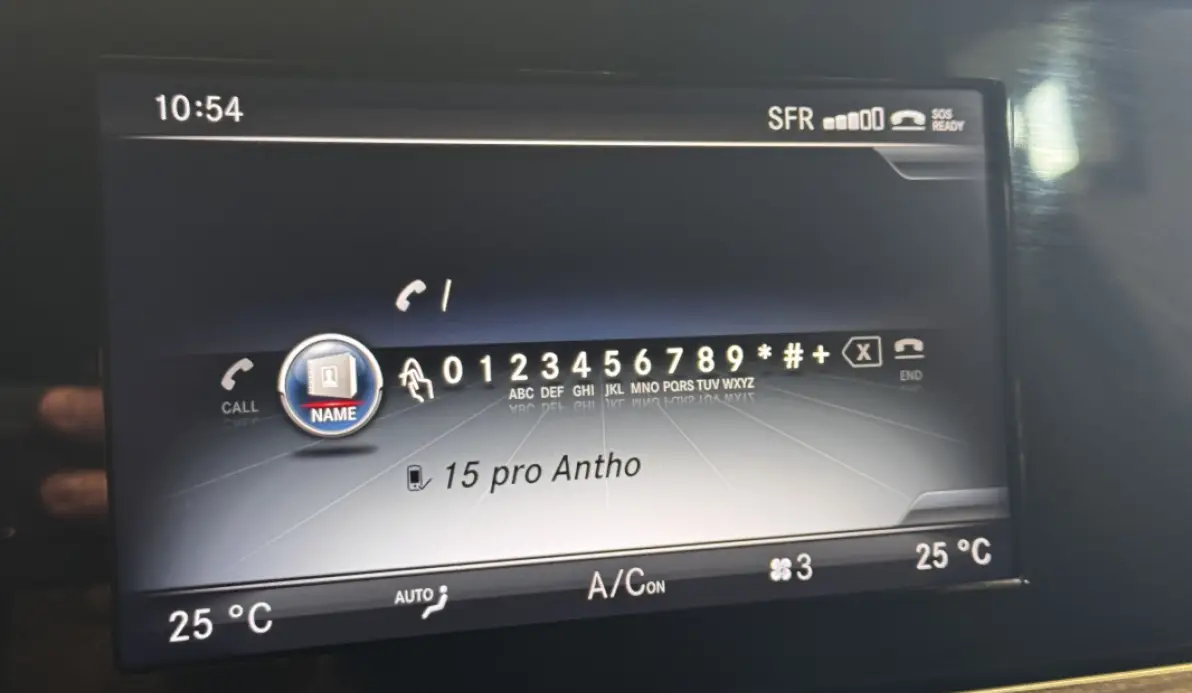 10:54 SFR SOS READY
/
CALL NAME 0 1 2 3 4 5 6 7 8 9 * # + X END
ABC DEF GHI JKL MNO PQRS TUV WXYZ
15 pro Antho
25 °C AUTO A/C ON 3 25 °C